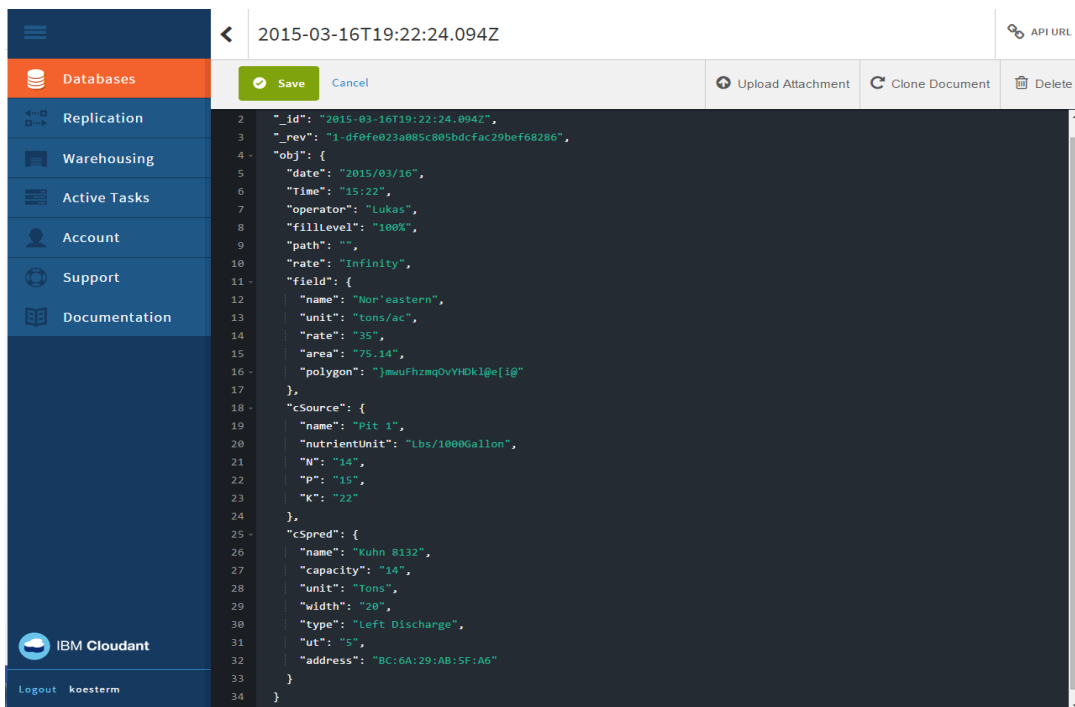 2015-03-16T19:22:24.094Z
API URL
Databases
Replication
Warehousing
Active Tasks
Account
Support
Documentation
IBM Cloudant
Logout koesterm
Save Cancel Upload Attachment Clone Document Delete
2 "_id": "2015-03-16T19:22:24.094Z",
3 "_rev": "1-df0fe023a085c805bdcfac29bef68286",
4 "obj": {
5 "date": "2015/03/16",
6 "Time": "15:22",
7 "operator": "Lukas",
8 "fillLevel": "100%",
9 "path": "",
10 "rate": "Infinity",
11 "field": {
12 "name": "Nor'eastern",
13 "unit": "tons/ac",
14 "rate": "35",
15 "area": "75.14",
16 "polygon": "}mwuFhzmqOvYHDkl@e[i@"
17 },
18 "cSource": {
19 "name": "Pit 1",
20 "nutrientUnit": "Lbs/1000Gallon",
21 "N": "14",
22 "P": "15",
23 "K": "22"
24 },
25 "cSpred": {
26 "name": "Kuhn 8132",
27 "capacity": "14",
28 "unit": "Tons",
29 "width": "20",
30 "type": "Left Discharge",
31 "ut": "5",
32 "address": "BC:6A:29:AB:5F:A6"
33 }
34 }